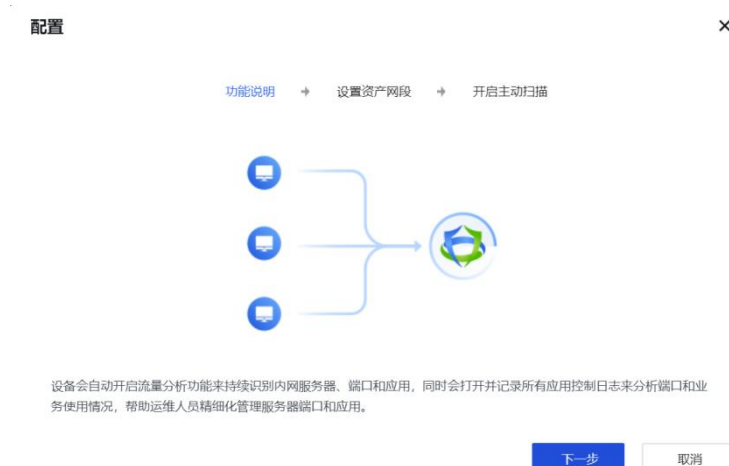 配置
功能说明 设置资产网段 开启主动扫描
设备会自动开启流量分析功能来持续识别内网服务器、端口和应用，同时会打开并记录所有应用控制日志来分析端口和业
务使用情况，帮助运维人员精细化管理服务器端口和应用。
下一步 取消